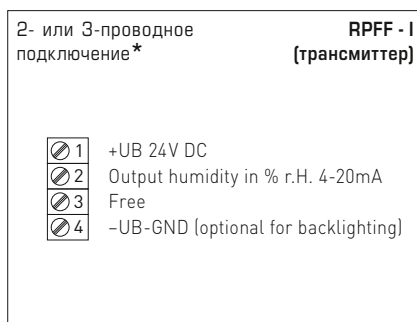 2- или 3-проводное
подключение*
RPFF - I
(трансмиттер)
1 +UB 24V DC
2 Output humidity in % r.H. 4-20mA
3 Free
4 –UB-GND (optional for backlighting)